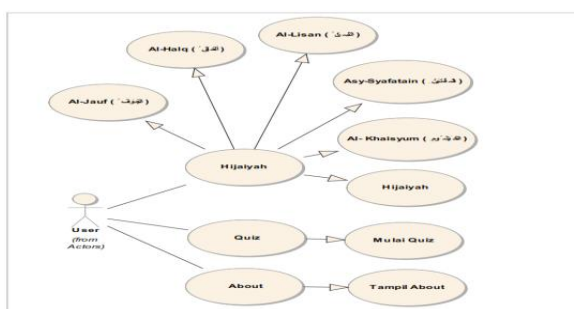 Al-Lisan (
Al-Halq (
Asy-Syafatain (
Al-Jauf (
Al- Khaisyum (
Hijaiyah
Hijaiyah
User
(from
Actors)
Quiz
Mulai Quiz
About
Tampil About